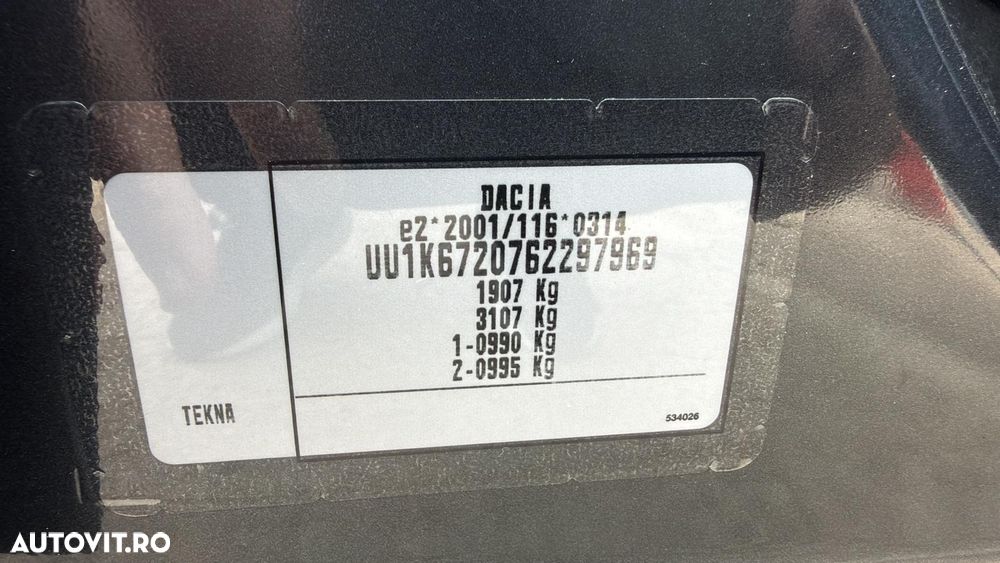 DACIA
e2*2001/116*0314
UU1K6720762297969
1907 Kg
3107 Kg
1-0990 Kg
2-0995 Kg
TEKNA
534026
AUTOVIT.RO